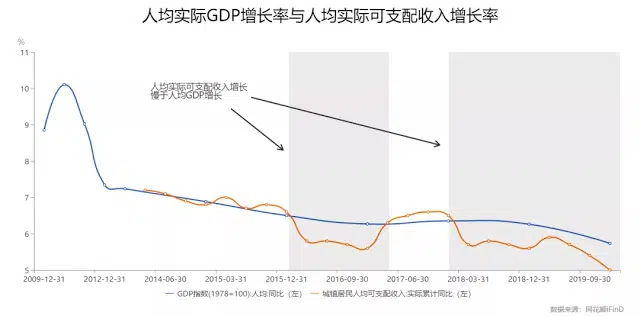 人均实际GDP增长率与人均实际可支配收入增长率
%
11
10
9
8
7
6
5
人均实际可支配收入增长
慢于人均GDP增长
2009-12-31 2012-12-31 2014-06-30 2015-03-31 2015-12-31 2016-09-30 2017-06-30 2018-03-31 2018-12-31 2019-09-30
GDP指数(1978=100):人均:同比（左） 城镇居民人均可支配收入:实际累计同比（左）
数据来源：同花顺iFinD